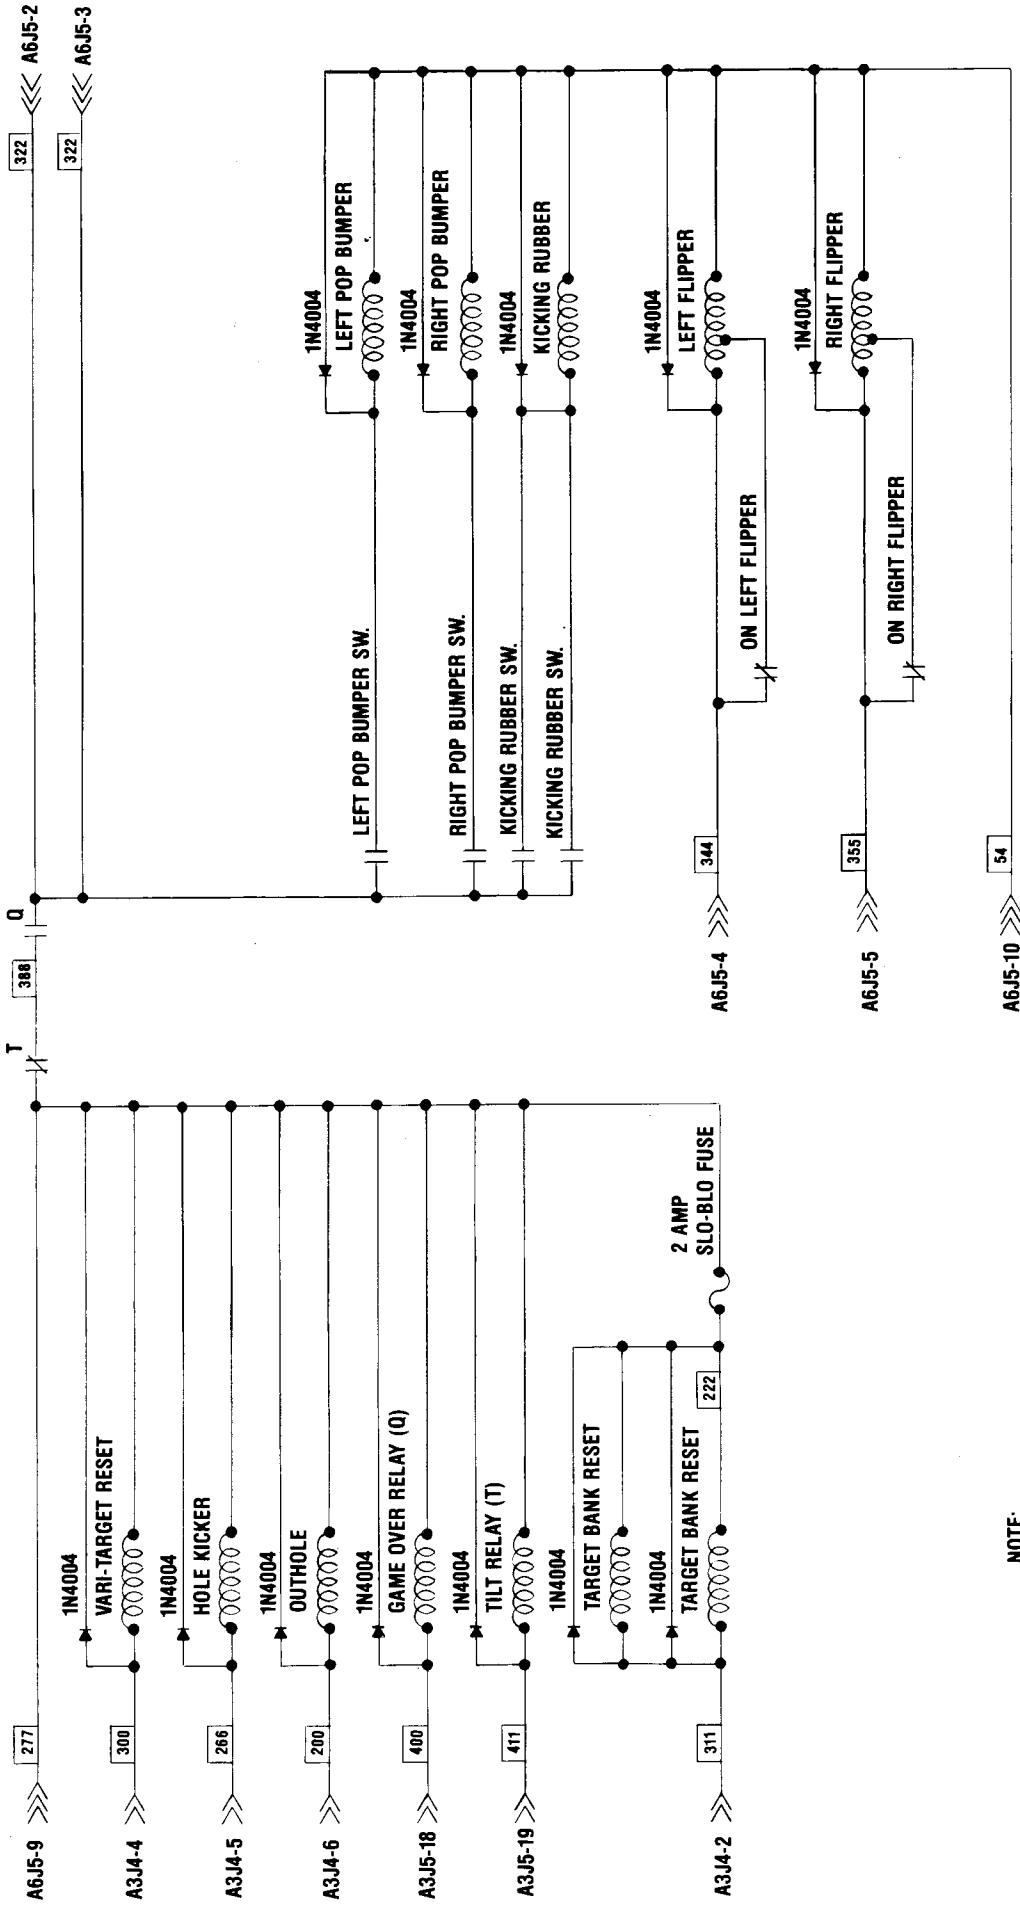 A6J5-9
277
T
388
Q
322
A6J5-2
322
A6J5-3
1N4004
VARI-TARGET RESET
A3J4-4
300
1N4004
HOLE KICKER
A3J4-5
266
1N4004
OUTHOLE
A3J4-6
200
1N4004
GAME OVER RELAY (Q)
A3J5-18
400
1N4004
TILT RELAY (T)
A3J5-19
411
1N4004
TARGET BANK RESET
1N4004
TARGET BANK RESET
A3J4-2
311
222
2 AMP
SLO-BLO FUSE
1N4004
LEFT POP BUMPER
LEFT POP BUMPER SW.
1N4004
RIGHT POP BUMPER
RIGHT POP BUMPER SW.
1N4004
KICKING RUBBER
KICKING RUBBER SW.
KICKING RUBBER SW.
1N4004
LEFT FLIPPER
A6J5-4
344
ON LEFT FLIPPER
1N4004
RIGHT FLIPPER
A6J5-5
355
ON RIGHT FLIPPER
A6J5-10
54
NOTE: